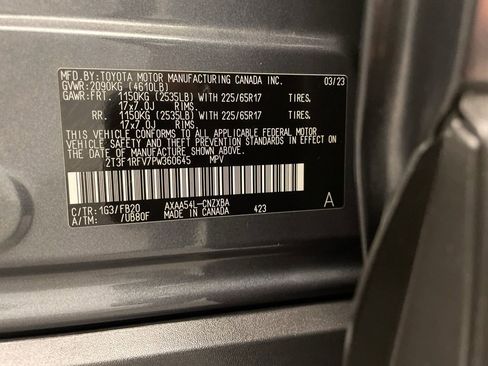 MFD.BY:TOYOTA MOTOR MANUFACTURING CANADA INC. 03/23
GVWR:2090KG (4610LB)
GAWR:FRT. 1150KG (2535LB) WITH 225/65R17 TIRES,
17x7.0J RIMS,
RR. 1150KG (2535LB) WITH 225/65R17 TIRES,
17x7.0J RIMS,
THIS VEHICLE CONFORMS TO ALL APPLICABLE FEDERAL MOTOR
VEHICLE SAFETY AND THEFT PREVENTION STANDARDS IN EFFECT ON
THE DATE OF MANUFACTURE SHOWN ABOVE.
2T3F1RFV7PW360645 MPV
C/TR:1G3/FB20 AXAA54L-CNZXBA
A/TM: /UB80F MADE IN CANADA 423 A